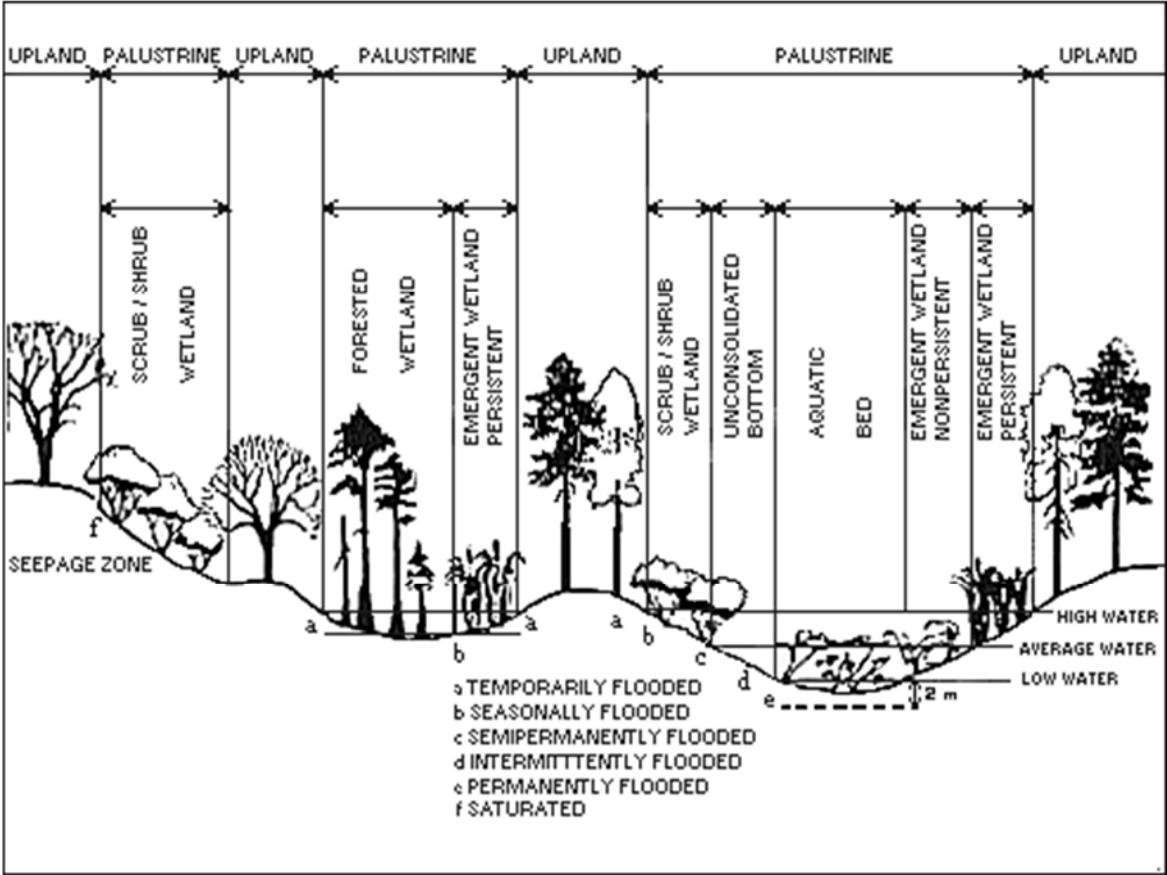 UPLAND PALUSTRINE UPLAND PALUSTRINE UPLAND PALUSTRINE UPLAND
SCRUB / SHRUB
WETLAND
FORESTED
WETLAND
EMERGENT WETLAND
PERSISTENT
SCRUB / SHRUB
WETLAND
UNCONSOLIDATED
BOTTOM
AQUATIC
BED
EMERGENT WETLAND
NONPERSISTENT
EMERGENT WETLAND
PERSISTENT
f
SEEPAGE ZONE
a
b
a
a
b
c
d
e
HIGH WATER
AVERAGE WATER
LOW WATER
2 m
a TEMPORARILY FLOODED
b SEASONALLY FLOODED
c SEMIPERMANENTLY FLOODED
d INTERMITTTENTLY FLOODED
e PERMANENTLY FLOODED
f SATURATED